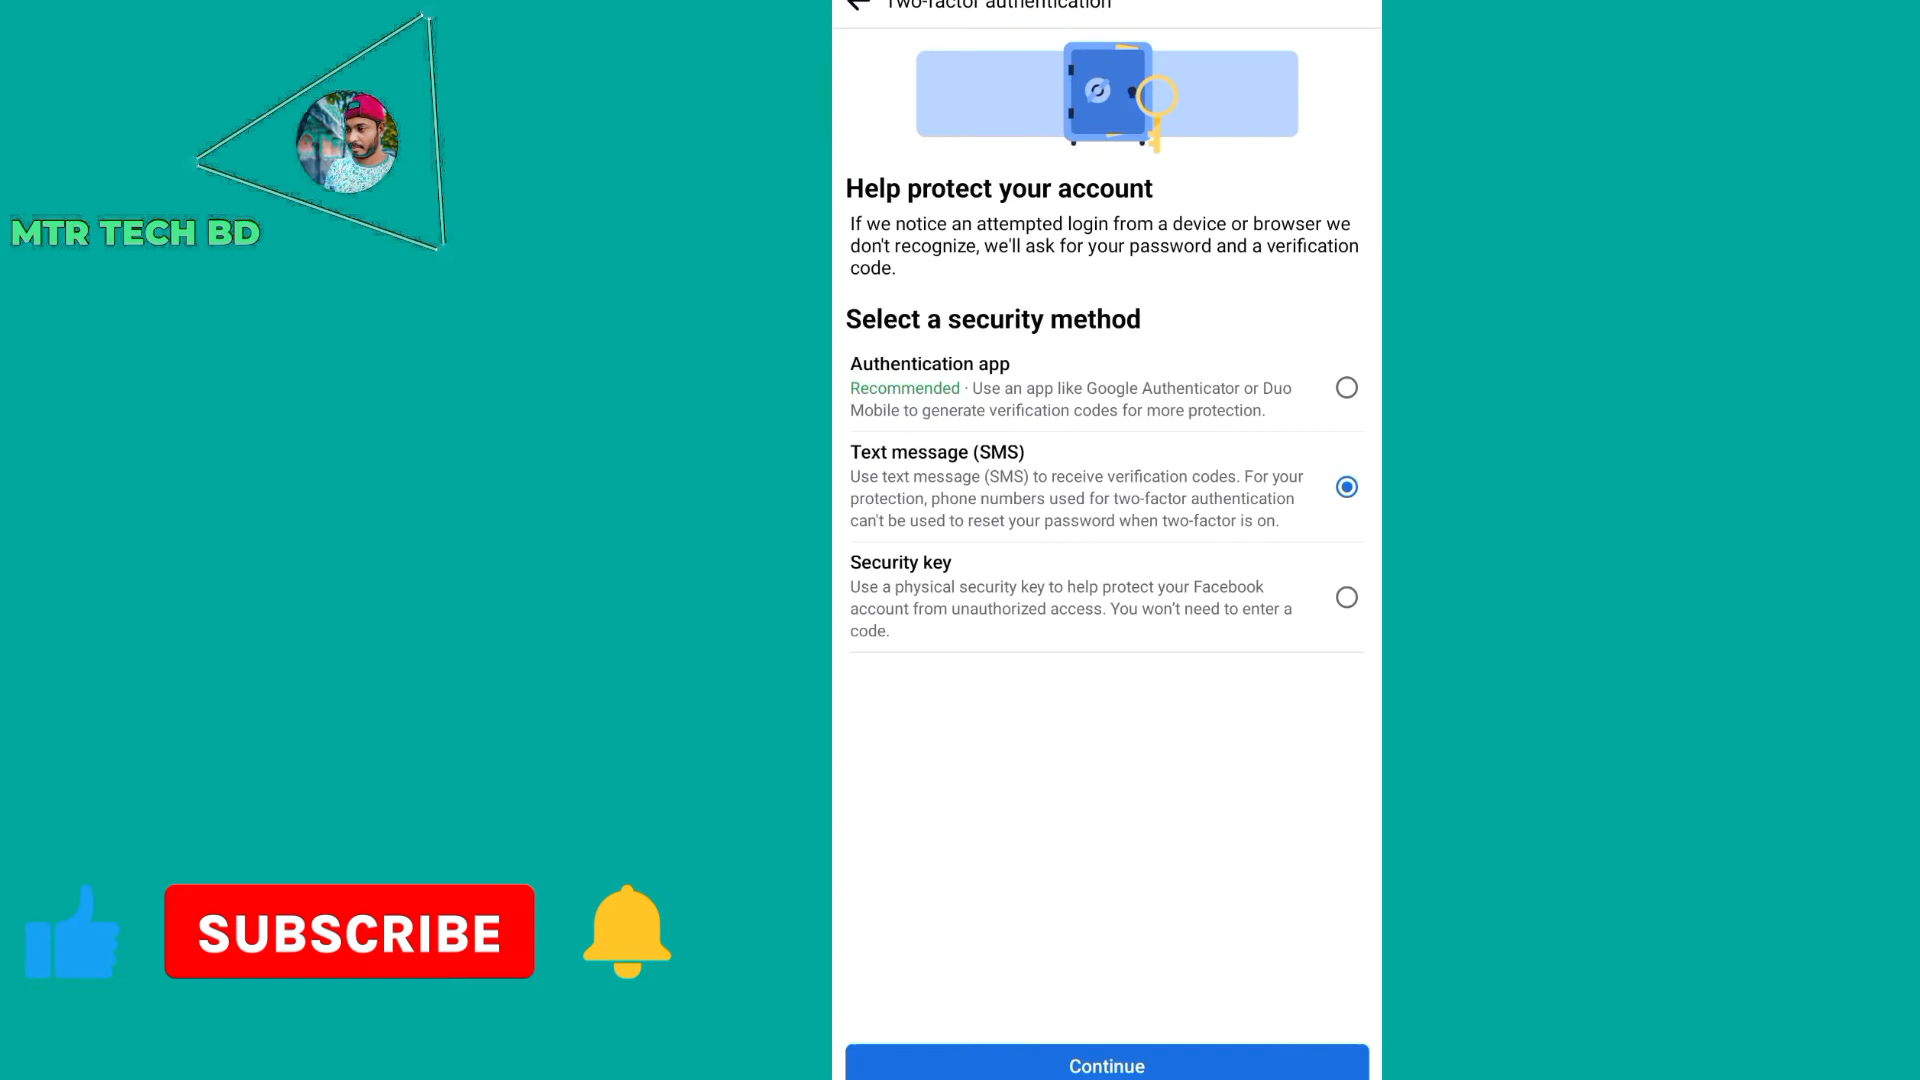 Two-factor authentication
MTR TECH BD
Help protect your account
If we notice an attempted login from a device or browser we
don't recognize, we'll ask for your password and a verification
code.
Select a security method
Authentication app
Recommended · Use an app like Google Authenticator or Duo
Mobile to generate verification codes for more protection.
Text message (SMS)
Use text message (SMS) to receive verification codes. For your
protection, phone numbers used for two-factor authentication
can't be used to reset your password when two-factor is on.
Security key
Use a physical security key to help protect your Facebook
account from unauthorized access. You won't need to enter a
code.
SUBSCRIBE
Continue